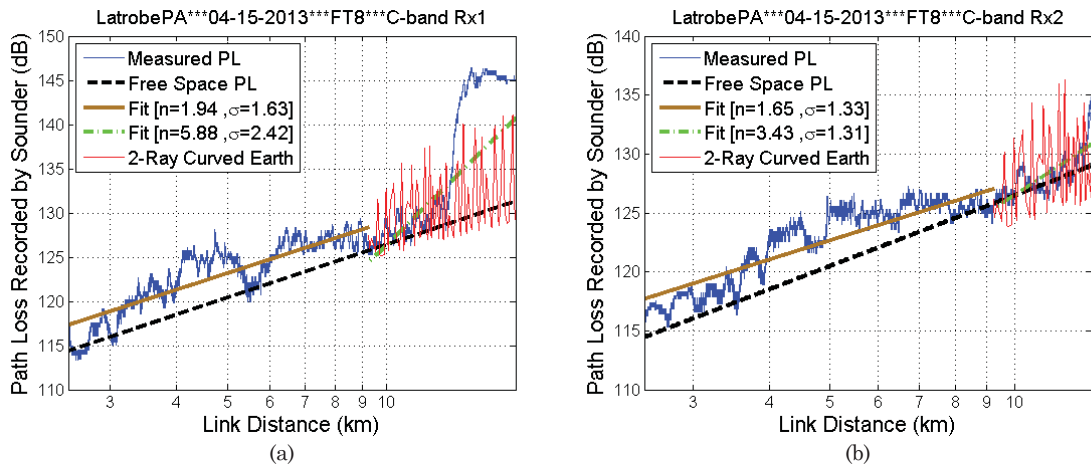 LatrobePA***04-15-2013***FT8***C-band Rx1
Path Loss Recorded by Sounder (dB)
150
145
140
135
130
125
120
115
110
Measured PL
Free Space PL
Fit [n=1.94 ,σ=1.63]
Fit [n=5.88 ,σ=2.42]
2-Ray Curved Earth
3 4 5 6 7 8 9 10
Link Distance (km)
(a)
LatrobePA***04-15-2013***FT8***C-band Rx2
Path Loss Recorded by Sounder (dB)
140
135
130
125
120
115
110
Measured PL
Free Space PL
Fit [n=1.65 ,σ=1.33]
Fit [n=3.43 ,σ=1.31]
2-Ray Curved Earth
3 4 5 6 7 8 9 10
Link Distance (km)
(b)